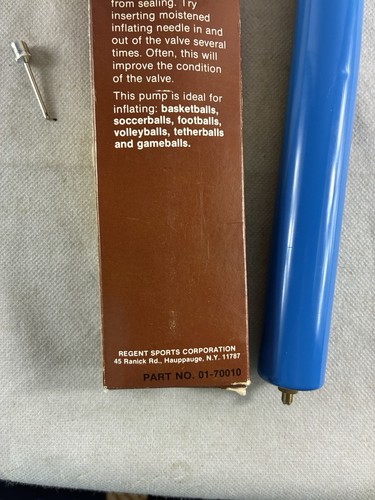 from sealing. Try
inserting moistened
inflating needle in and
out of the valve several
times. Often, this will
improve the condition
of the valve.
This pump is ideal for
inflating: basketballs,
soccerballs, footballs,
volleyballs, tetherballs
and gameballs.
REGENT SPORTS CORPORATION
45 Ranick Rd., Hauppauge, N.Y. 11787
PART NO. 01-70010